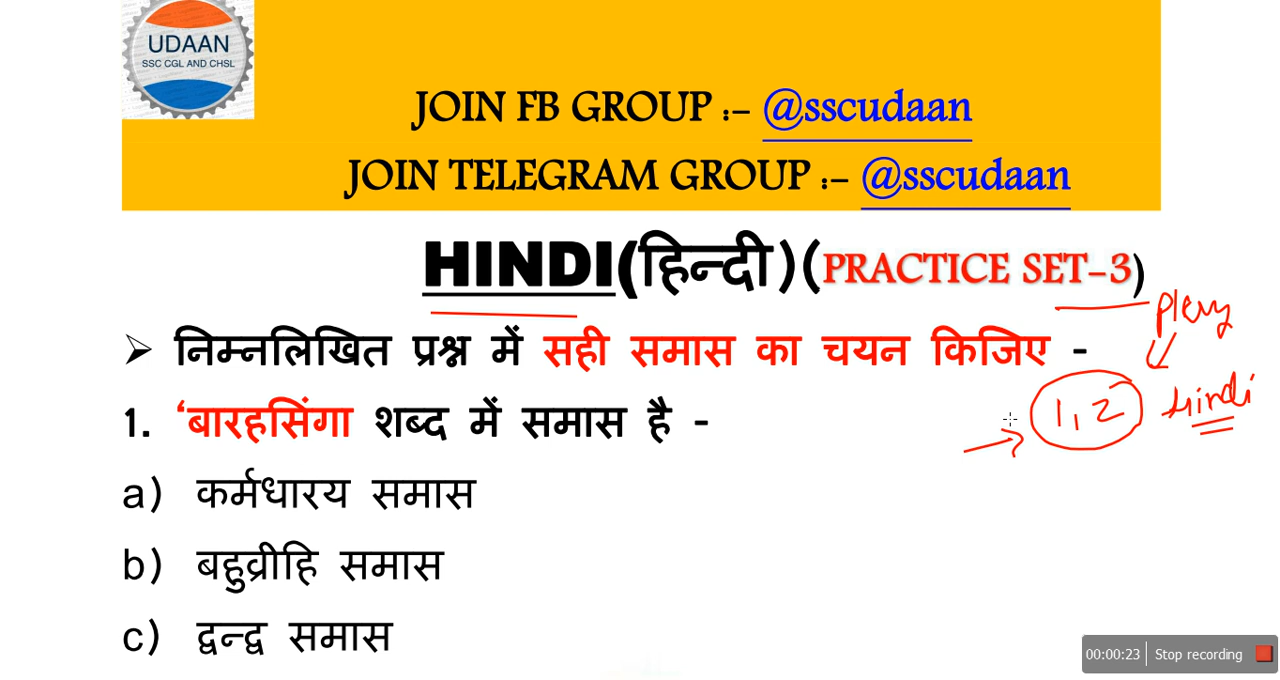 UDAAN
SSC CGL AND CHSL
JOIN FB GROUP :- @sscudaan
JOIN TELEGRAM GROUP :- @sscudaan
HINDI(हिन्दी)(PRACTICE SET-3)
➢ निम्नलिखित प्रश्न में सही समास का चयन किजिए -
1. ‘बारहसिंगा शब्द में समास है -
1, 2 Hindi
a) कर्मधारय समास
b) बहुव्रीहि समास
c) द्वन्द्व समास
00:00:23 Stop recording